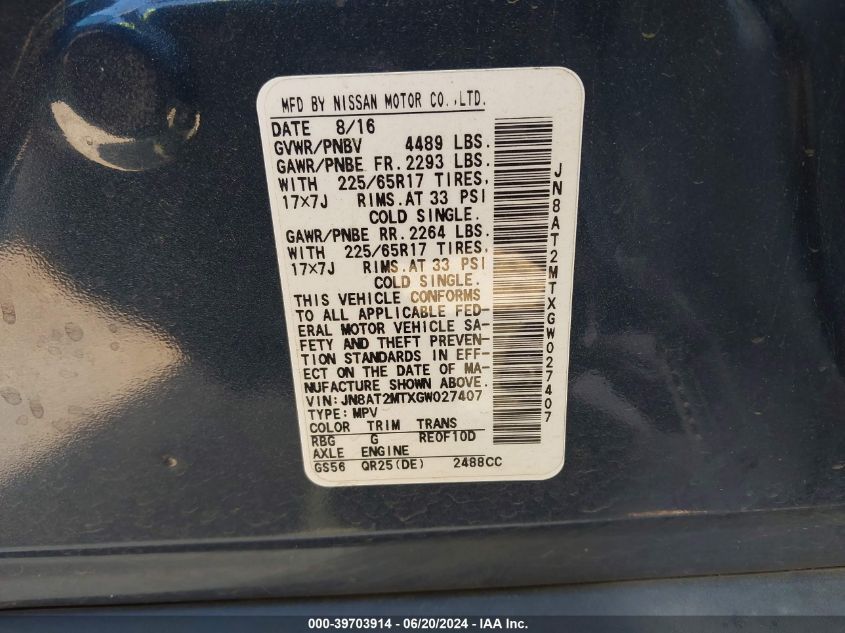 MFD BY NISSAN MOTOR CO.,LTD.
DATE 8/16
GVWR/PNBV 4489 LBS.
GAWR/PNBE FR. 2293 LBS.
WITH 225/65R17 TIRES,
17×7J RIMS.AT 33 PSI
COLD SINGLE.
GAWR/PNBE RR. 2264 LBS.
WITH 225/65R17 TIRES,
17×7J RIMS.AT 33 PSI
COLD SINGLE.
THIS VEHICLE CONFORMS
TO ALL APPLICABLE FED-
ERAL MOTOR VEHICLE SA-
FETY AND THEFT PREVEN-
TION STANDARDS IN EFF-
ECT ON THE DATE OF MA-
NUFACTURE SHOWN ABOVE.
VIN: JN8AT2MTXGW027407
TYPE: MPV
COLOR TRIM TRANS
RBG G RE0F10D
AXLE ENGINE
GS56 QR25(DE) 2488CC
JN8AT2MTXGW027407
000-39703914 - 06/20/2024 - IAA Inc.